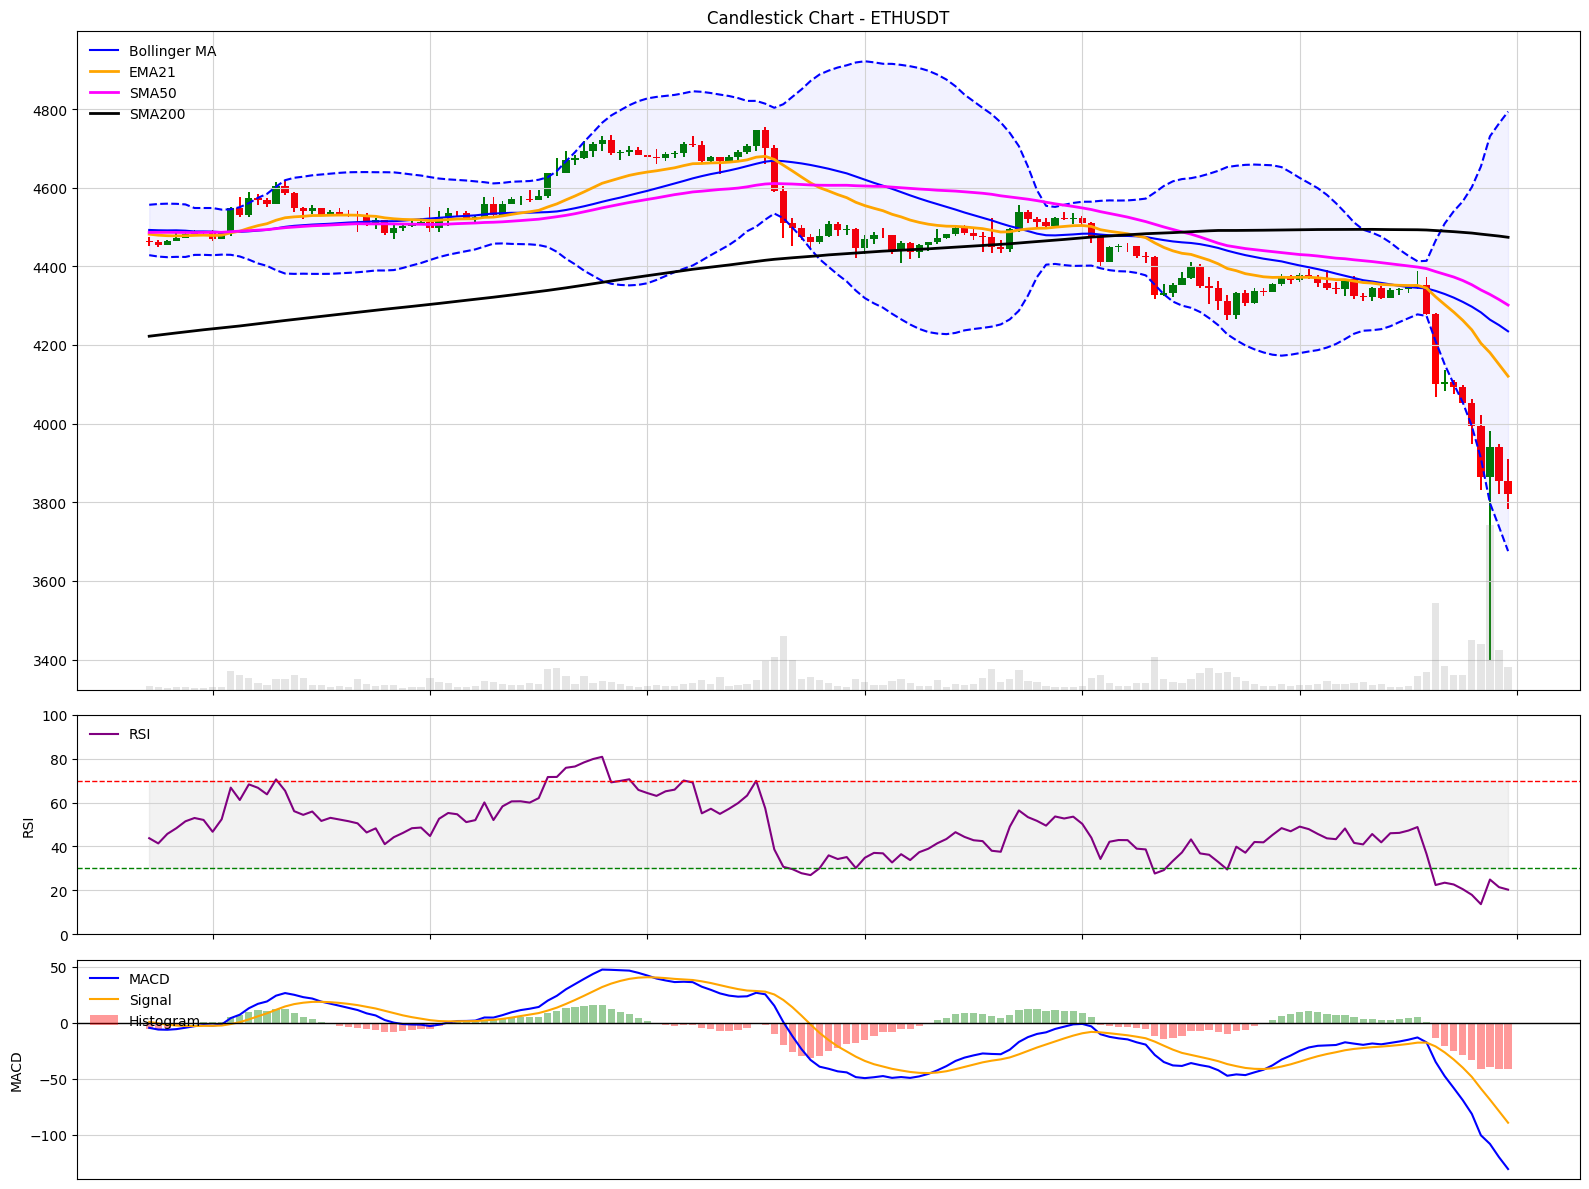 Candlestick Chart - ETHUSDT
Bollinger MA
EMA21
SMA50
SMA200
4800
4600
4400
4200
4000
3800
3600
3400
100
RSI
80
60
RSI
40
20
0
50
MACD
Signal
0
Histogram
MACD
−50
−100